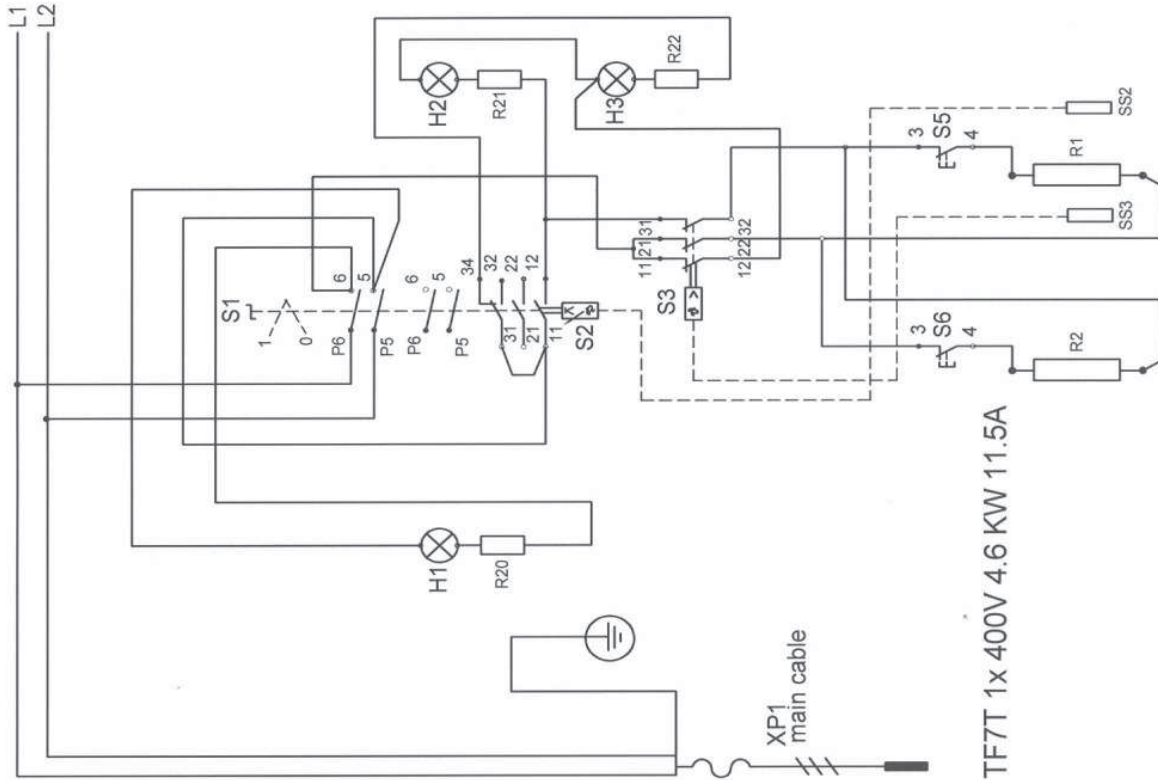 L1
L2
S1
1
0
P6
6
P5
5
P6
6
P5
5
34
32
31
22
21
12
11
S2
H1
R20
H2
R21
H3
R22
S3
11
21
31
12
22
32
S5
3
4
R1
S6
3
4
R2
SS2
SS3
XP1
main cable
TF7T 1x 400V 4.6 KW 11.5A